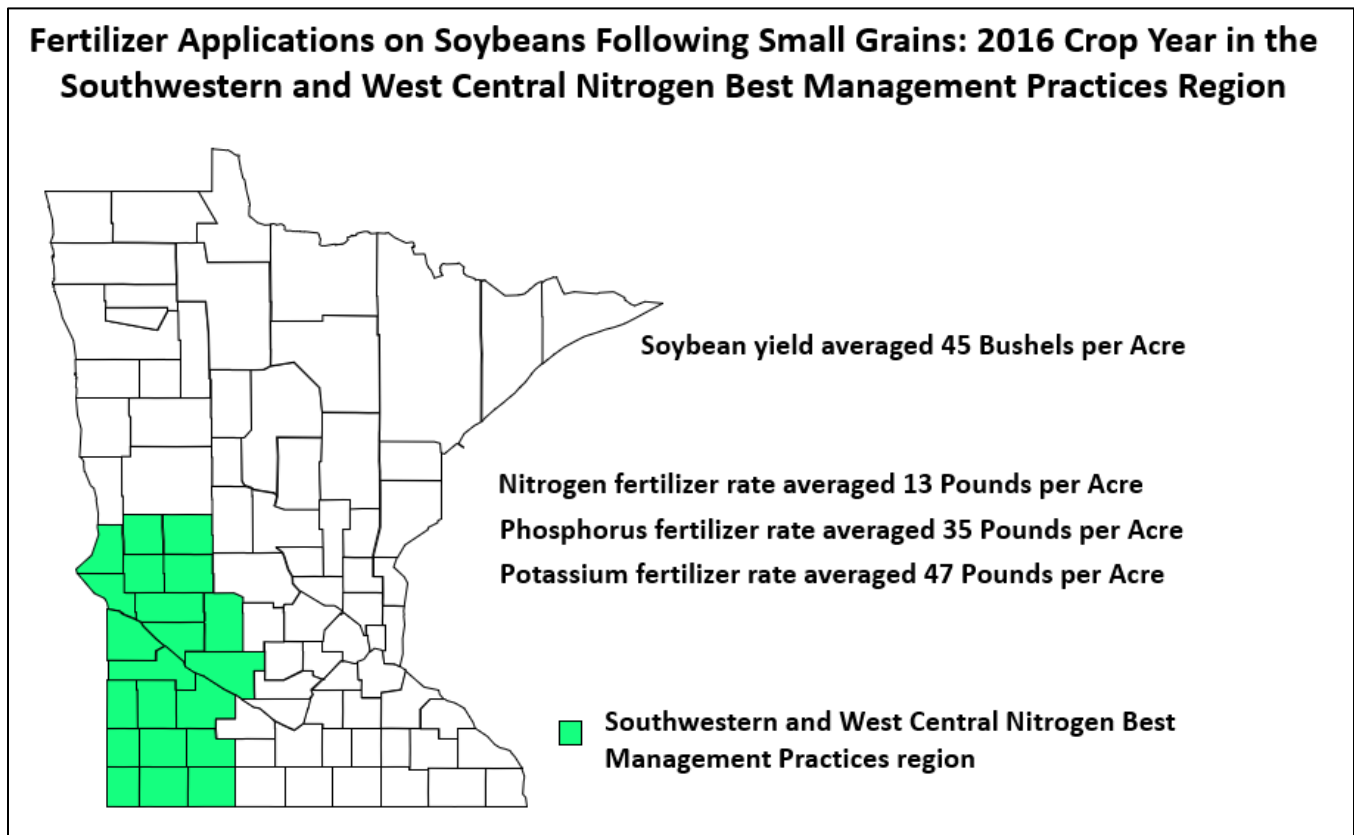 Fertilizer Applications on Soybeans Following Small Grains: 2016 Crop Year in the
Southwestern and West Central Nitrogen Best Management Practices Region
Soybean yield averaged 45 Bushels per Acre
Nitrogen fertilizer rate averaged 13 Pounds per Acre
Phosphorus fertilizer rate averaged 35 Pounds per Acre
Potassium fertilizer rate averaged 47 Pounds per Acre
Southwestern and West Central Nitrogen Best
Management Practices region